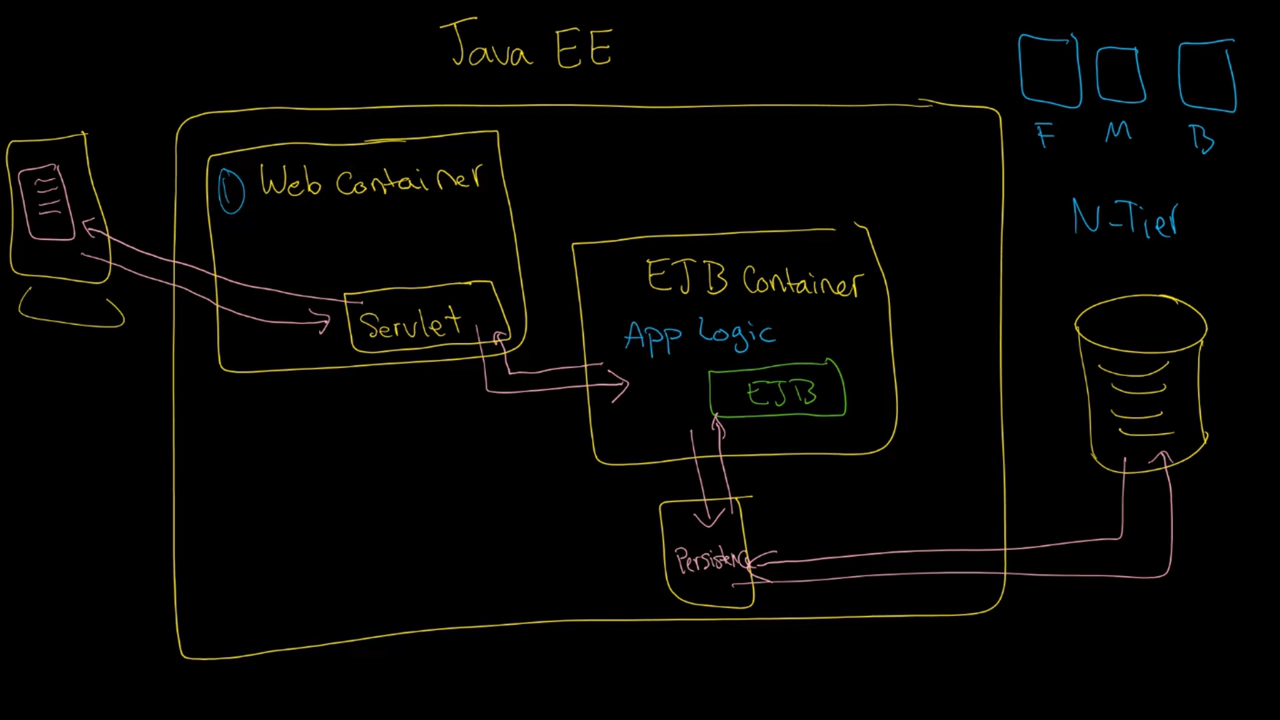 Java EE
F M B
① Web Container
N-Tier
EJB Container
Servlet
App Logic
EJB
Persistence